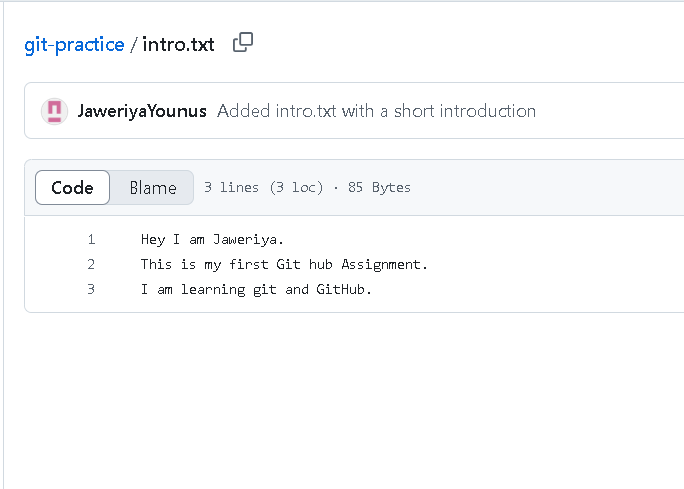 git-practice / intro.txt
JaweriyaYounus Added intro.txt with a short introduction
Code Blame 3 lines (3 loc) · 85 Bytes
1 Hey I am Jaweriya.
2 This is my first Git hub Assignment.
3 I am learning git and GitHub.